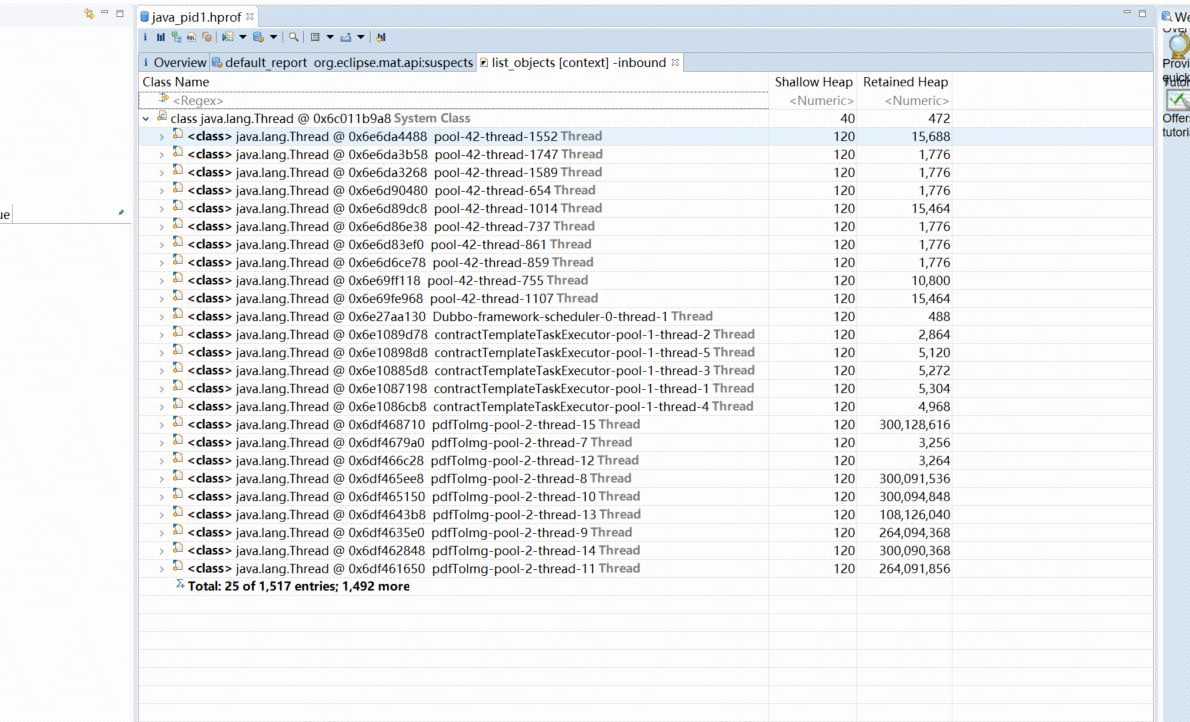 java_pid1.hprof
We
Overview
default_report org.eclipse.mat.api:suspects
list_objects [context] -inbound
Class Name Shallow Heap Retained Heap
<Regex> <Numeric> <Numeric>
class java.lang.Thread @ 0x6c011b9a8 System Class 40 472
<class> java.lang.Thread @ 0x6e6da4488 pool-42-thread-1552 Thread 120 15,688
<class> java.lang.Thread @ 0x6e6da3b58 pool-42-thread-1747 Thread 120 1,776
<class> java.lang.Thread @ 0x6e6da3268 pool-42-thread-1589 Thread 120 1,776
<class> java.lang.Thread @ 0x6e6d90480 pool-42-thread-654 Thread 120 1,776
<class> java.lang.Thread @ 0x6e6d89dc8 pool-42-thread-1014 Thread 120 15,464
<class> java.lang.Thread @ 0x6e6d86e38 pool-42-thread-737 Thread 120 1,776
<class> java.lang.Thread @ 0x6e6d83ef0 pool-42-thread-861 Thread 120 1,776
<class> java.lang.Thread @ 0x6e6d6ce78 pool-42-thread-859 Thread 120 1,776
<class> java.lang.Thread @ 0x6e69ff118 pool-42-thread-755 Thread 120 10,800
<class> java.lang.Thread @ 0x6e69fe968 pool-42-thread-1107 Thread 120 15,464
<class> java.lang.Thread @ 0x6e27aa130 Dubbo-framework-scheduler-0-thread-1 Thread 120 488
<class> java.lang.Thread @ 0x6e1089d78 contractTemplateTaskExecutor-pool-1-thread-2 Thread 120 2,864
<class> java.lang.Thread @ 0x6e10898d8 contractTemplateTaskExecutor-pool-1-thread-5 Thread 120 5,120
<class> java.lang.Thread @ 0x6e10885d8 contractTemplateTaskExecutor-pool-1-thread-3 Thread 120 5,272
<class> java.lang.Thread @ 0x6e1087198 contractTemplateTaskExecutor-pool-1-thread-1 Thread 120 5,304
<class> java.lang.Thread @ 0x6e1086cb8 contractTemplateTaskExecutor-pool-1-thread-4 Thread 120 4,968
<class> java.lang.Thread @ 0x6df468710 pdfToImg-pool-2-thread-15 Thread 120 300,128,616
<class> java.lang.Thread @ 0x6df4679a0 pdfToImg-pool-2-thread-7 Thread 120 3,256
<class> java.lang.Thread @ 0x6df466c28 pdfToImg-pool-2-thread-12 Thread 120 3,264
<class> java.lang.Thread @ 0x6df465ee8 pdfToImg-pool-2-thread-8 Thread 120 300,091,536
<class> java.lang.Thread @ 0x6df465150 pdfToImg-pool-2-thread-10 Thread 120 300,094,848
<class> java.lang.Thread @ 0x6df4643b8 pdfToImg-pool-2-thread-13 Thread 120 108,126,040
<class> java.lang.Thread @ 0x6df4635e0 pdfToImg-pool-2-thread-9 Thread 120 264,094,368
<class> java.lang.Thread @ 0x6df462848 pdfToImg-pool-2-thread-14 Thread 120 300,090,368
<class> java.lang.Thread @ 0x6df461650 pdfToImg-pool-2-thread-11 Thread 120 264,091,856
Total: 25 of 1,517 entries; 1,492 more
ue
Provi
Offers
tutori